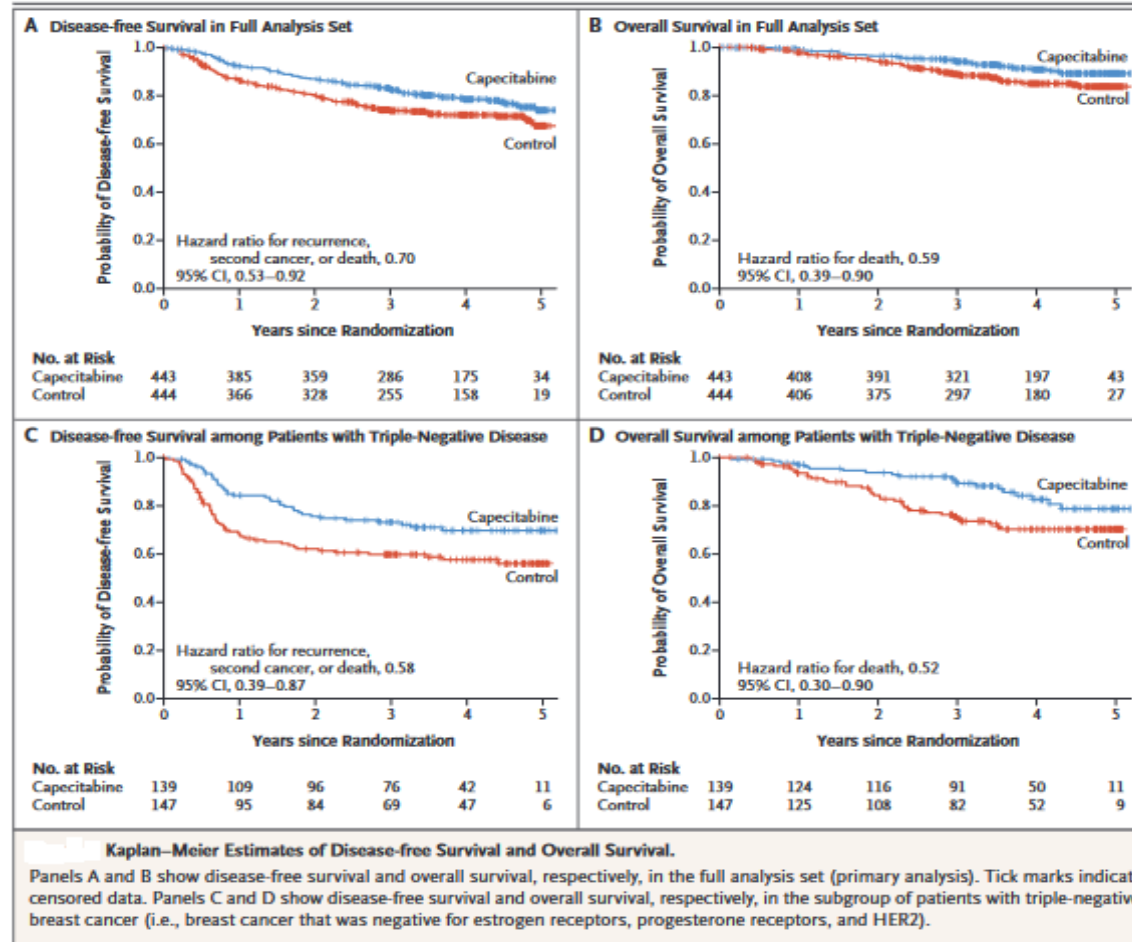 A Disease-free Survival in Full Analysis Set
Probability of Disease-free Survival
1.0
0.8
0.6
0.4
0.2
0.0
Capecitabine
Control
Hazard ratio for recurrence,
second cancer, or death, 0.70
95% CI, 0.53–0.92
0 1 2 3 4 5
Years since Randomization
No. at Risk
Capecitabine 443 385 359 286 175 34
Control 444 366 328 255 158 19
B Overall Survival in Full Analysis Set
Probability of Overall Survival
1.0
0.8
0.6
0.4
0.2
0.0
Capecitabine
Control
Hazard ratio for death, 0.59
95% CI, 0.39–0.90
0 1 2 3 4 5
Years since Randomization
No. at Risk
Capecitabine 443 408 391 321 197 43
Control 444 406 375 297 180 27
C Disease-free Survival among Patients with Triple-Negative Disease
Probability of Disease-free Survival
1.0
0.8
0.6
0.4
0.2
0.0
Capecitabine
Control
Hazard ratio for recurrence,
second cancer, or death, 0.58
95% CI, 0.39–0.87
0 1 2 3 4 5
Years since Randomization
No. at Risk
Capecitabine 139 109 96 76 42 11
Control 147 95 84 69 47 6
D Overall Survival among Patients with Triple-Negative Disease
Probability of Overall Survival
1.0
0.8
0.6
0.4
0.2
0.0
Capecitabine
Control
Hazard ratio for death, 0.52
95% CI, 0.30–0.90
0 1 2 3 4 5
Years since Randomization
No. at Risk
Capecitabine 139 124 116 91 50 11
Control 147 125 108 82 52 9
Kaplan–Meier Estimates of Disease-free Survival and Overall Survival.
Panels A and B show disease-free survival and overall survival, respectively, in the full analysis set (primary analysis). Tick marks indicat
censored data. Panels C and D show disease-free survival and overall survival, respectively, in the subgroup of patients with triple-negative
breast cancer (i.e., breast cancer that was negative for estrogen receptors, progesterone receptors, and HER2).